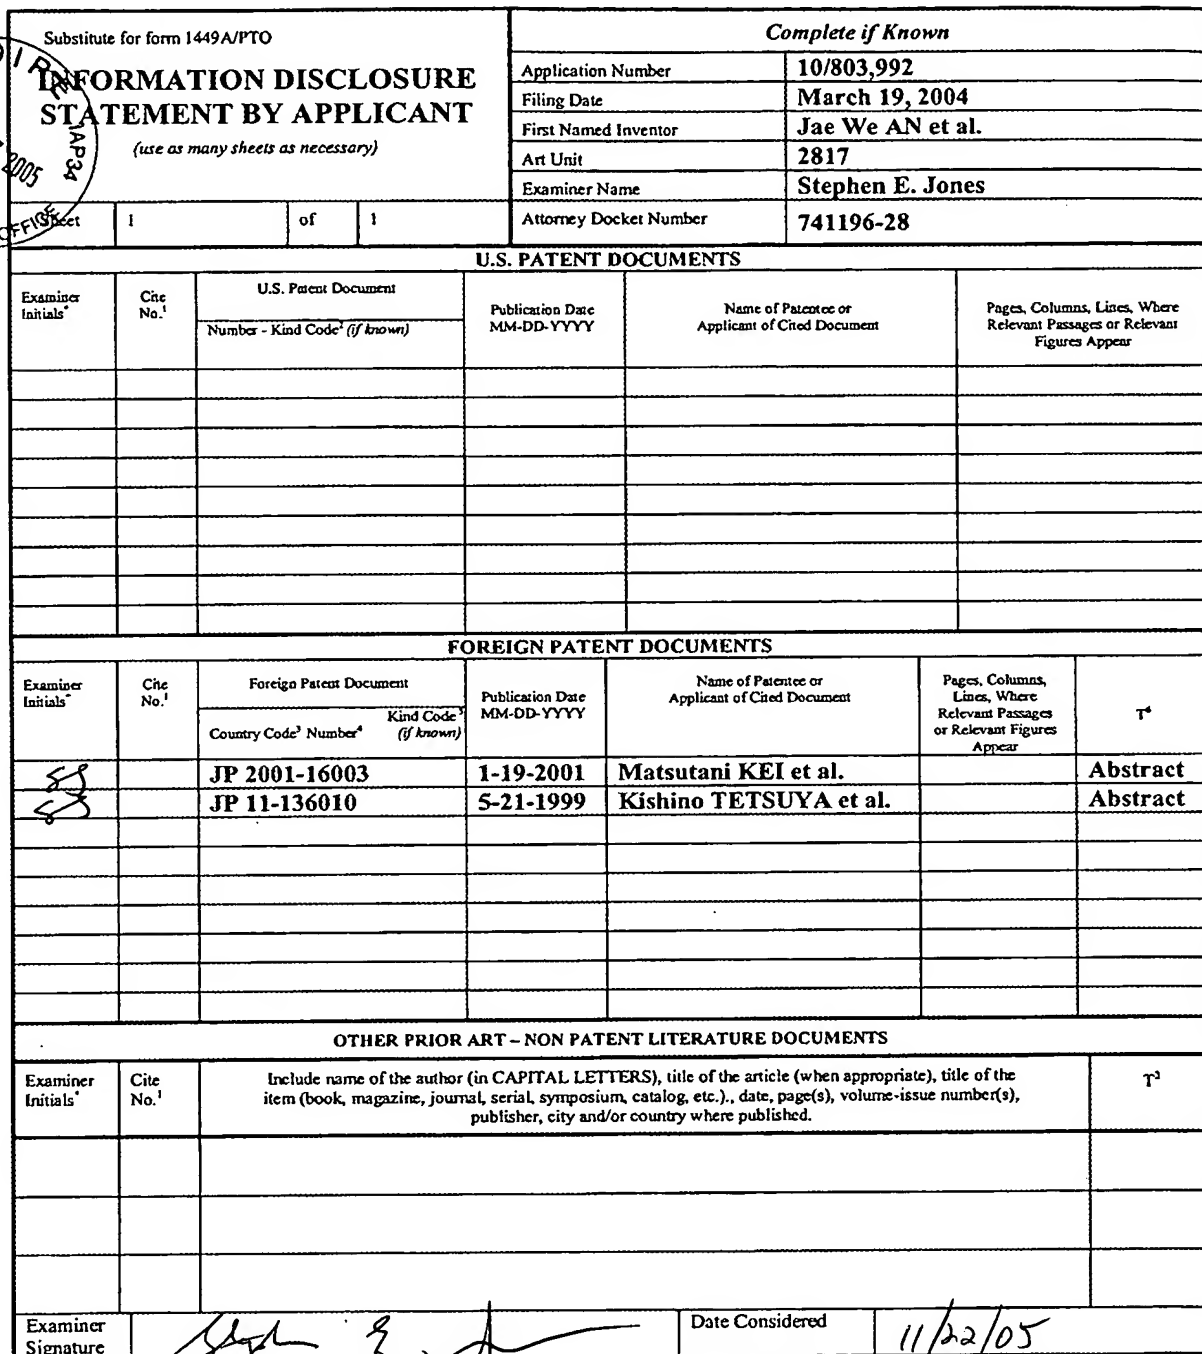 Substitute for form 1449A/PTO
INFORMATION DISCLOSURE
STATEMENT BY APPLICANT
(use as many sheets as necessary)
Sheet 1 of 1
Complete if Known
Application Number 10/803,992
Filing Date March 19, 2004
First Named Inventor Jae We AN et al.
Art Unit 2817
Examiner Name Stephen E. Jones
Attorney Docket Number 741196-28
IAP34
2005
OFFICE
U.S. PATENT DOCUMENTS
Examiner
Initials*
Cite
No.¹
U.S. Patent Document
Number - Kind Code² (if known)
Publication Date
MM-DD-YYYY
Name of Patentee or
Applicant of Cited Document
Pages, Columns, Lines, Where
Relevant Passages or Relevant
Figures Appear
FOREIGN PATENT DOCUMENTS
Examiner
Initials*
Cite
No.¹
Foreign Patent Document
Country Code³ Number⁴ Kind Code⁵
(if known)
Publication Date
MM-DD-YYYY
Name of Patentee or
Applicant of Cited Document
Pages, Columns,
Lines, Where
Relevant Passages
or Relevant Figures
Appear
T⁶
JP 2001-16003 1-19-2001 Matsutani KEI et al. Abstract
JP 11-136010 5-21-1999 Kishino TETSUYA et al. Abstract
OTHER PRIOR ART – NON PATENT LITERATURE DOCUMENTS
Examiner
Initials*
Cite
No.¹
Include name of the author (in CAPITAL LETTERS), title of the article (when appropriate), title of the
item (book, magazine, journal, serial, symposium, catalog, etc.)., date, page(s), volume-issue number(s),
publisher, city and/or country where published.
T²
Examiner
Signature
Date Considered 11/22/05